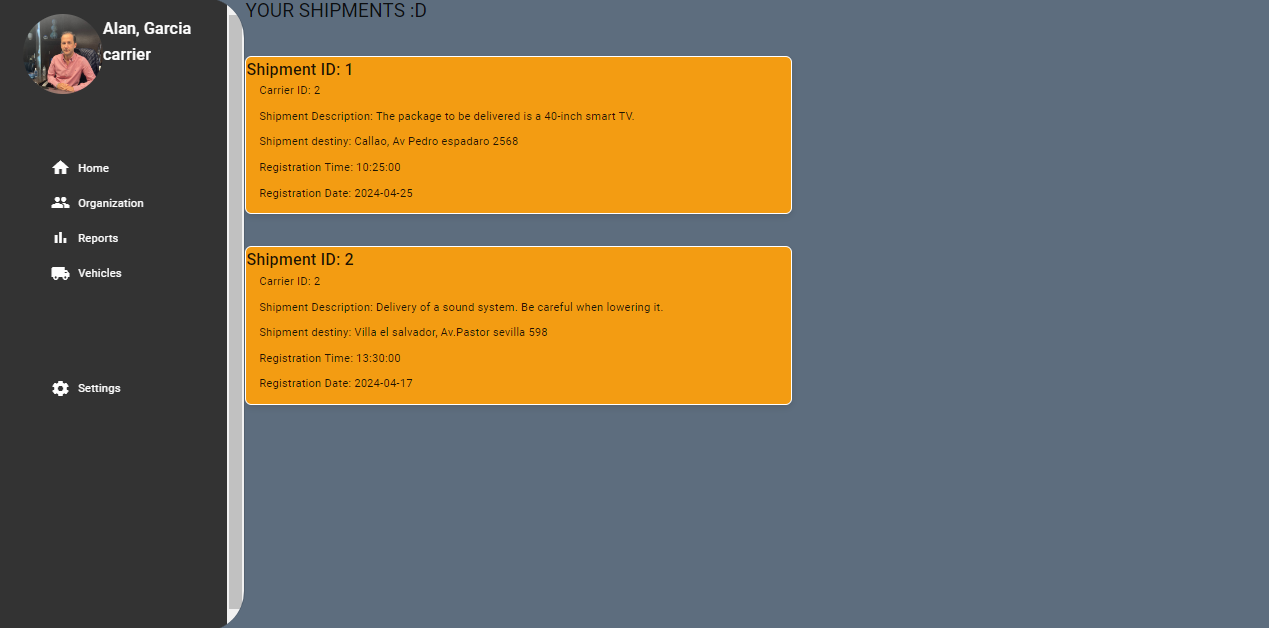 Alan, Garcia
carrier
Home
Organization
Reports
Vehicles
Settings
YOUR SHIPMENTS :D
Shipment ID: 1
Carrier ID: 2
Shipment Description: The package to be delivered is a 40-inch smart TV.
Shipment destiny: Callao, Av Pedro espadaro 2568
Registration Time: 10:25:00
Registration Date: 2024-04-25
Shipment ID: 2
Carrier ID: 2
Shipment Description: Delivery of a sound system. Be careful when lowering it.
Shipment destiny: Villa el salvador, Av.Pastor sevilla 598
Registration Time: 13:30:00
Registration Date: 2024-04-17